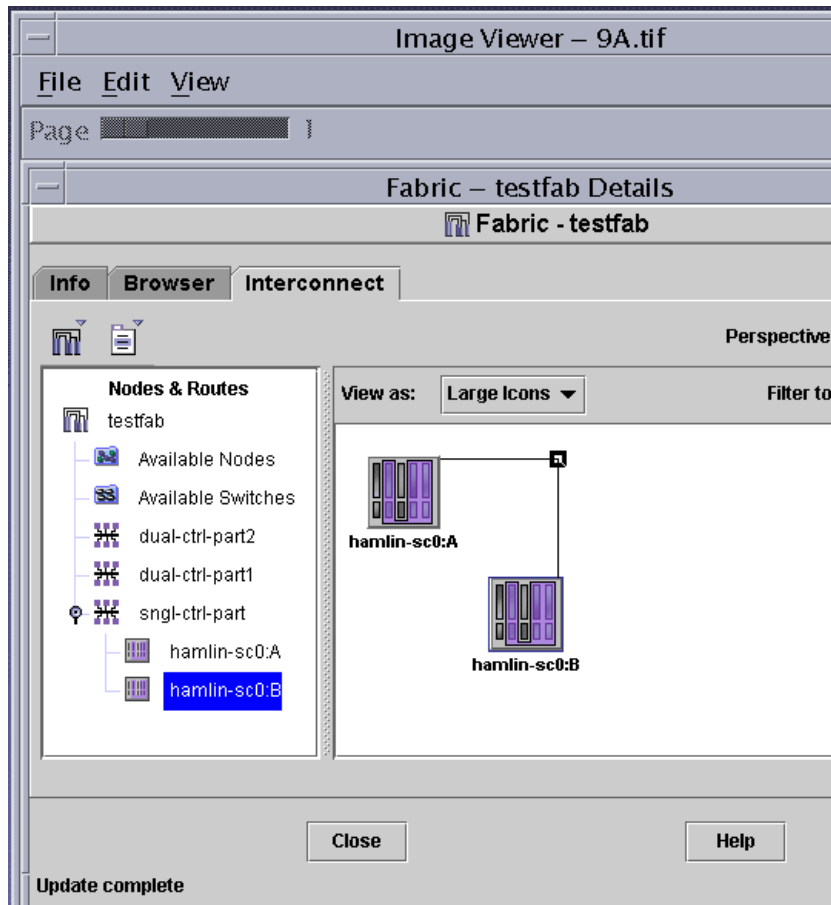 Image Viewer – 9A.tif
File Edit View
Page 1
Fabric – testfab Details
Fabric - testfab
Info Browser Interconnect
Perspective
Nodes & Routes
View as: Large Icons Filter to
testfab
Available Nodes
Available Switches
dual-ctrl-part2
dual-ctrl-part1
sngl-ctrl-part
hamlin-sc0:A
hamlin-sc0:B
hamlin-sc0:A
hamlin-sc0:B
Close Help
Update complete